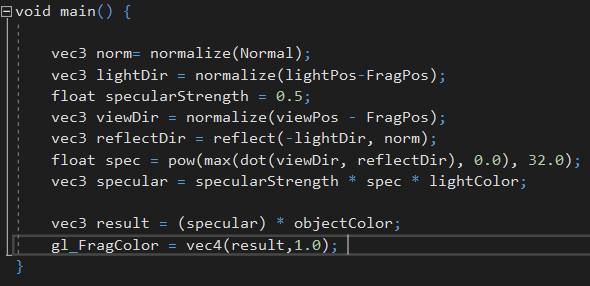 void main() {
vec3 norm= normalize(Normal);
vec3 lightDir = normalize(lightPos-FragPos);
float specularStrength = 0.5;
vec3 viewDir = normalize(viewPos - FragPos);
vec3 reflectDir = reflect(-lightDir, norm);
float spec = pow(max(dot(viewDir, reflectDir), 0.0), 32.0);
vec3 specular = specularStrength * spec * lightColor;
vec3 result = (specular) * objectColor;
gl_FragColor = vec4(result,1.0);
}